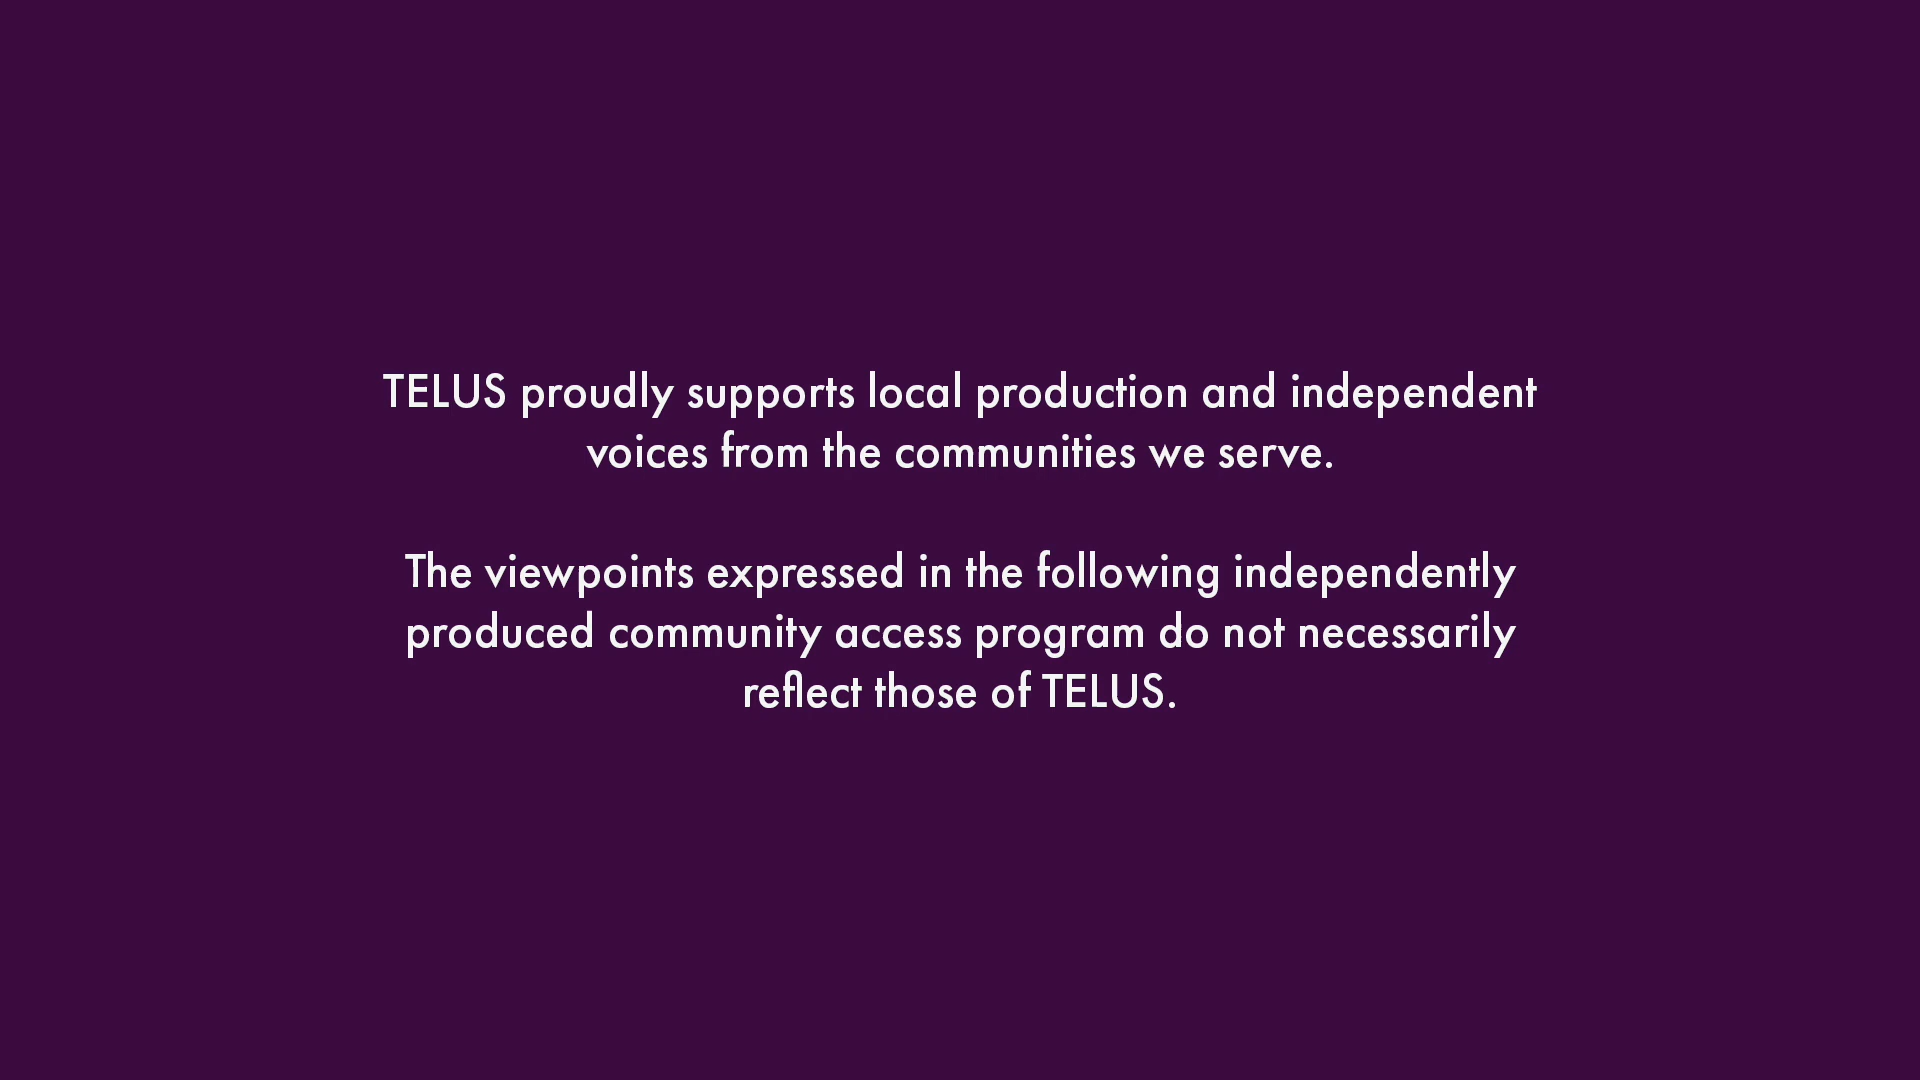 TELUS proudly supports local production and independent
voices from the communities we serve.
The viewpoints expressed in the following independently
produced community access program do not necessarily
reflect those of TELUS.